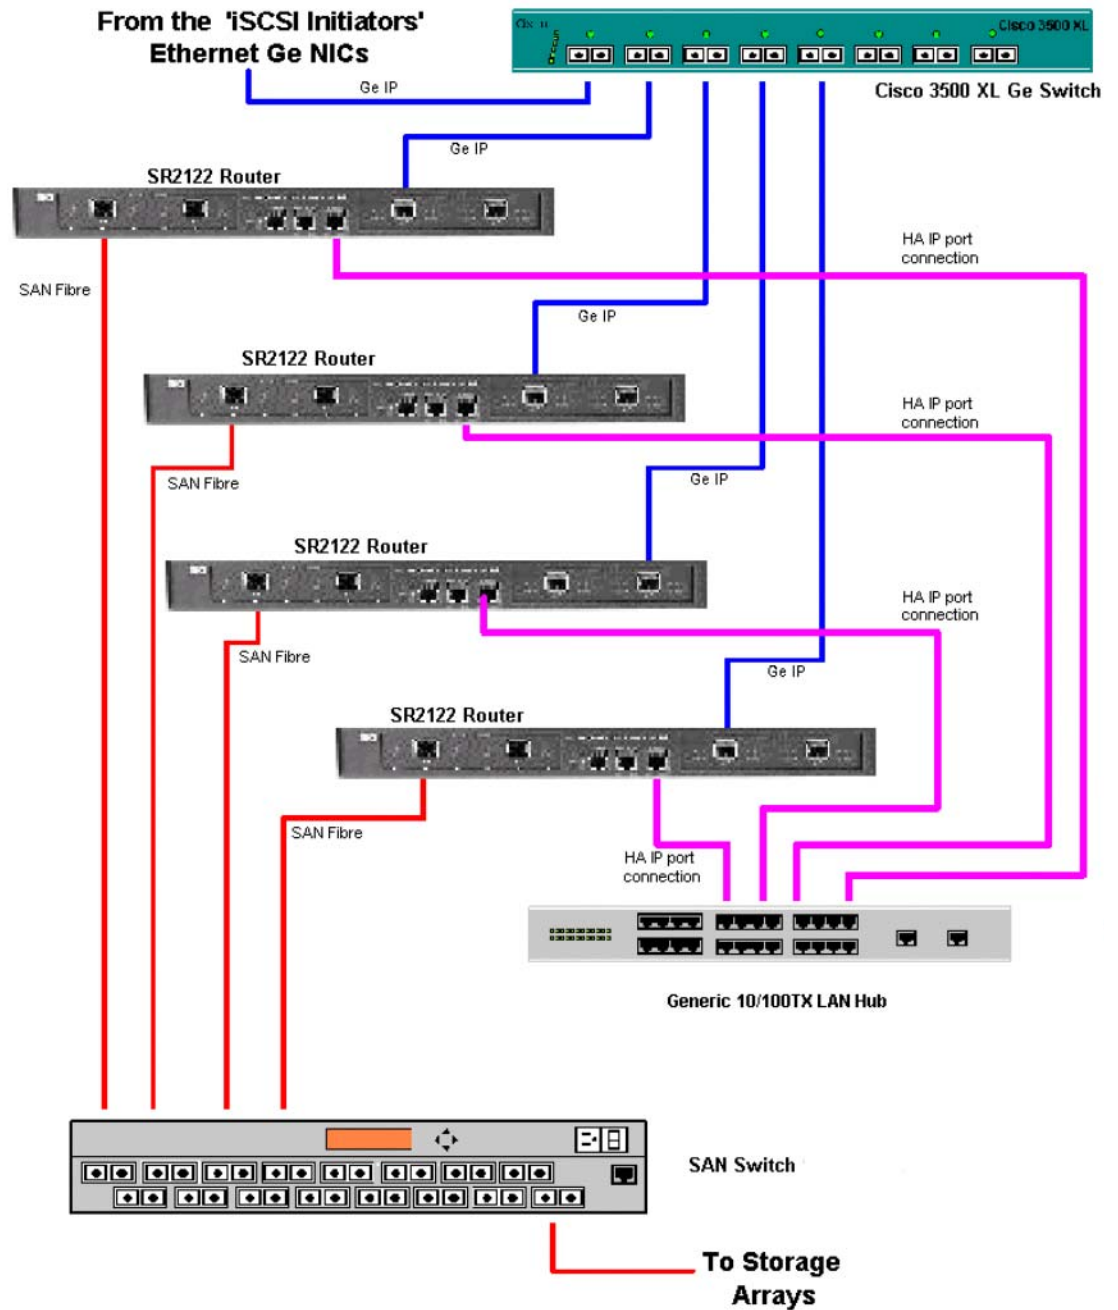 From the 'iSCSI Initiators'
Ethernet Ge NICs
Cisco 3500 XL
Cisco 3500 XL Ge Switch
Ge IP
Ge IP
SR2122 Router
HA IP port
connection
SAN Fibre
Ge IP
SR2122 Router
HA IP port
connection
SAN Fibre
Ge IP
SR2122 Router
HA IP port
connection
SAN Fibre
Ge IP
SR2122 Router
SAN Fibre
HA IP port
connection
Generic 10/100TX LAN Hub
SAN Switch
To Storage
Arrays